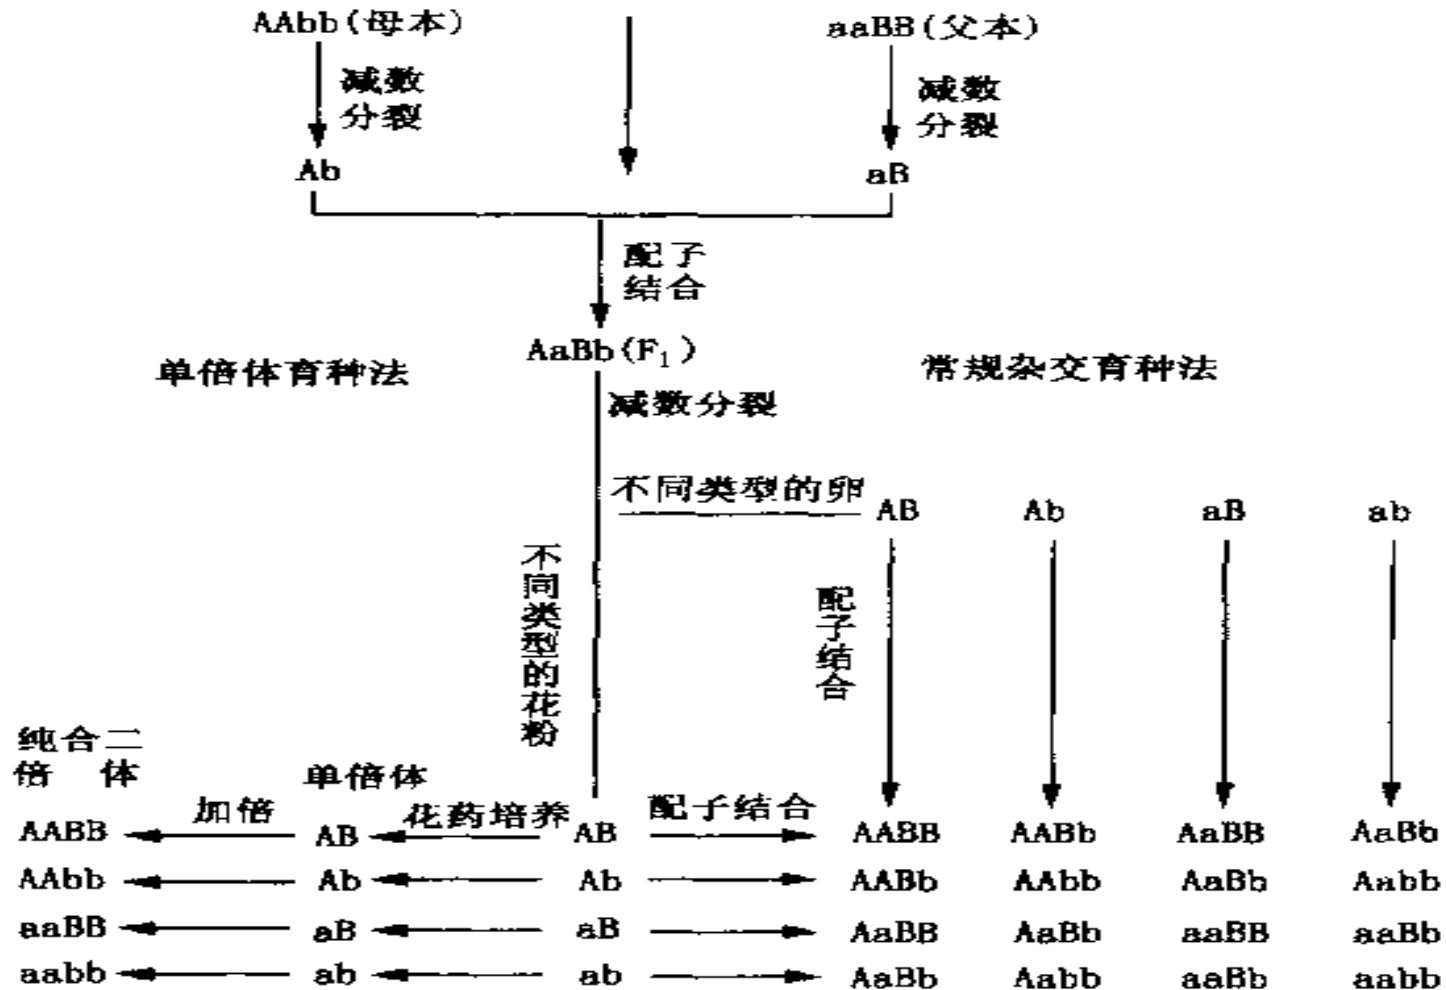 AAbb(母本)
aaBB(父本)
减数
分裂
减数
分裂
Ab
aB
配子
结合
AaBb(F₁)
单倍体育种法
常规杂交育种法
减数分裂
不同类型的卵
AB Ab aB ab
不同类型的花粉
配子结合
纯合二
倍 体
单倍体
加倍
花药培养
配子结合
AABB AB AB AABB AABb AaBB AaBb
AAbb Ab Ab AABb AAbb AaBb Aabb
aaBB aB aB AaBB AaBb aaBB aaBb
aabb ab ab AaBb Aabb aaBb aabb